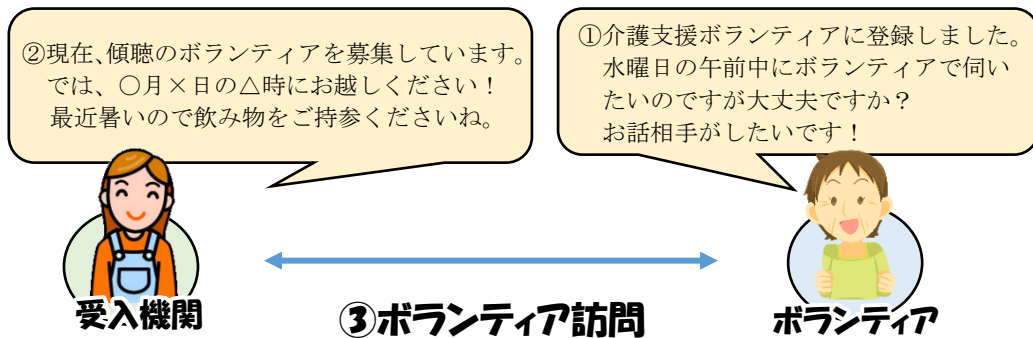 ②現在、傾聴のボランティアを募集しています。
では、○月×日の△時にお越しください！
最近暑いので飲み物をご持参くださいね。
①介護支援ボランティアに登録しました。
水曜日の午前中にボランティアで伺い
たいのですが大丈夫ですか？
お話相手がしたいです！
受入機関
③ボランティア訪問
ボランティア